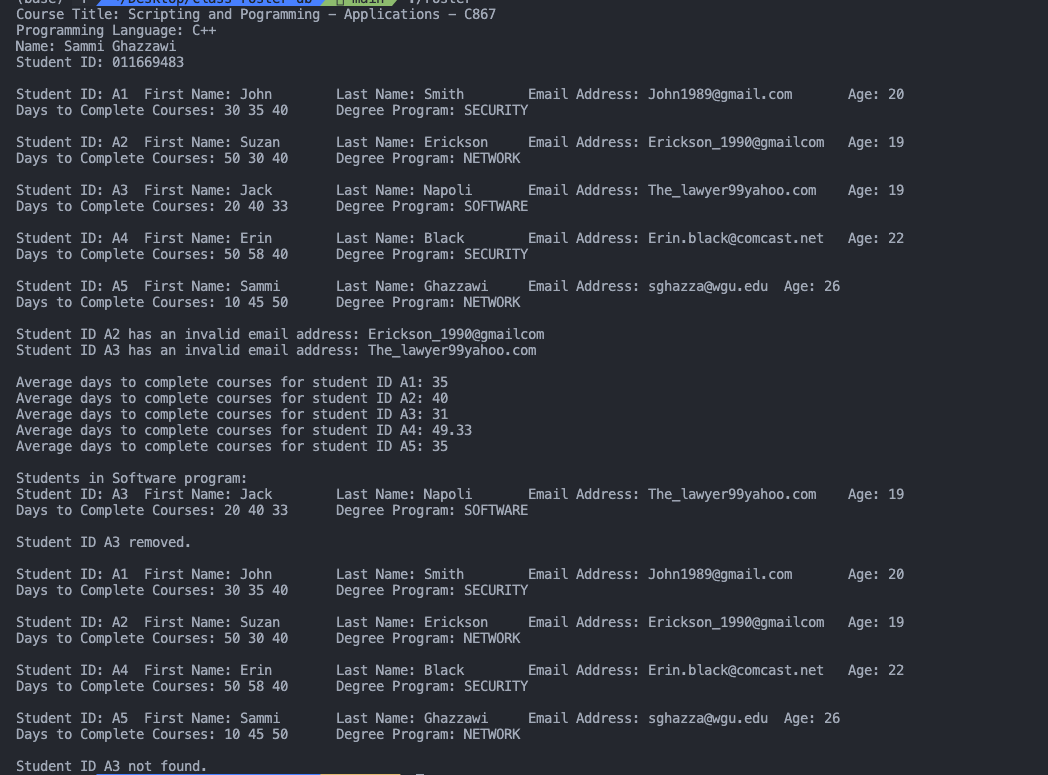 Course Title: Scripting and Pogramming – Applications – C867
Programming Language: C++
Name: Sammi Ghazzawi
Student ID: 011669483
Student ID: A1 First Name: John Last Name: Smith Email Address: John1989@gmail.com Age: 20
Days to Complete Courses: 30 35 40 Degree Program: SECURITY
Student ID: A2 First Name: Suzan Last Name: Erickson Email Address: Erickson_1990@gmailcom Age: 19
Days to Complete Courses: 50 30 40 Degree Program: NETWORK
Student ID: A3 First Name: Jack Last Name: Napoli Email Address: The_lawyer99yahoo.com Age: 19
Days to Complete Courses: 20 40 33 Degree Program: SOFTWARE
Student ID: A4 First Name: Erin Last Name: Black Email Address: Erin.black@comcast.net Age: 22
Days to Complete Courses: 50 58 40 Degree Program: SECURITY
Student ID: A5 First Name: Sammi Last Name: Ghazzawi Email Address: sghazza@wgu.edu Age: 26
Days to Complete Courses: 10 45 50 Degree Program: NETWORK
Student ID A2 has an invalid email address: Erickson_1990@gmailcom
Student ID A3 has an invalid email address: The_lawyer99yahoo.com
Average days to complete courses for student ID A1: 35
Average days to complete courses for student ID A2: 40
Average days to complete courses for student ID A3: 31
Average days to complete courses for student ID A4: 49.33
Average days to complete courses for student ID A5: 35
Students in Software program:
Student ID: A3 First Name: Jack Last Name: Napoli Email Address: The_lawyer99yahoo.com Age: 19
Days to Complete Courses: 20 40 33 Degree Program: SOFTWARE
Student ID A3 removed.
Student ID: A1 First Name: John Last Name: Smith Email Address: John1989@gmail.com Age: 20
Days to Complete Courses: 30 35 40 Degree Program: SECURITY
Student ID: A2 First Name: Suzan Last Name: Erickson Email Address: Erickson_1990@gmailcom Age: 19
Days to Complete Courses: 50 30 40 Degree Program: NETWORK
Student ID: A4 First Name: Erin Last Name: Black Email Address: Erin.black@comcast.net Age: 22
Days to Complete Courses: 50 58 40 Degree Program: SECURITY
Student ID: A5 First Name: Sammi Last Name: Ghazzawi Email Address: sghazza@wgu.edu Age: 26
Days to Complete Courses: 10 45 50 Degree Program: NETWORK
Student ID A3 not found.